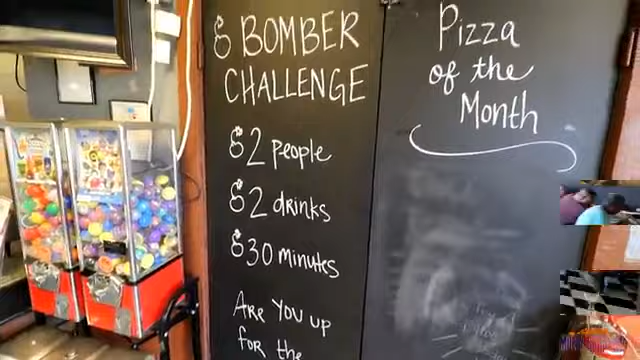 BOMBER
CHALLENGE
2 people
2 drinks
30 minutes
ARE YOU UP
for the
Pizza
of the
Month